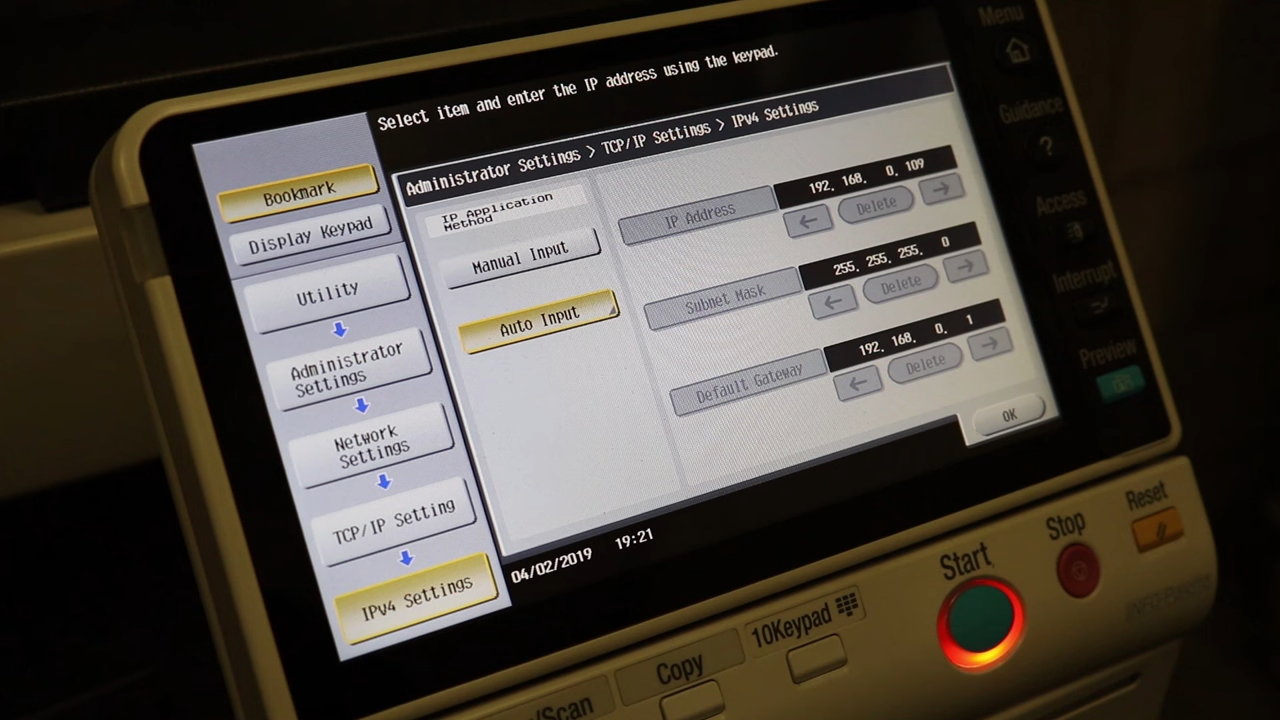 Select item and enter the IP address using the keypad.
Bookmark
Display Keypad
Utility
Administrator
Settings
Network
Settings
TCP/IP Setting
IPv4 Settings
Administrator Settings > TCP/IP Settings > IPv4 Settings
IP Application
Method
Manual Input
Auto Input
IP Address
192.168. 0.109
← Delete →
Subnet Mask
255.255.255. 0
← Delete →
Default Gateway
192.168. 0. 1
← Delete →
OK
04/02/2019 19:21
Menu
Guidance
?
Access
Interrupt
Preview
/Scan
Copy
10Keypad
Start
Stop
Reset